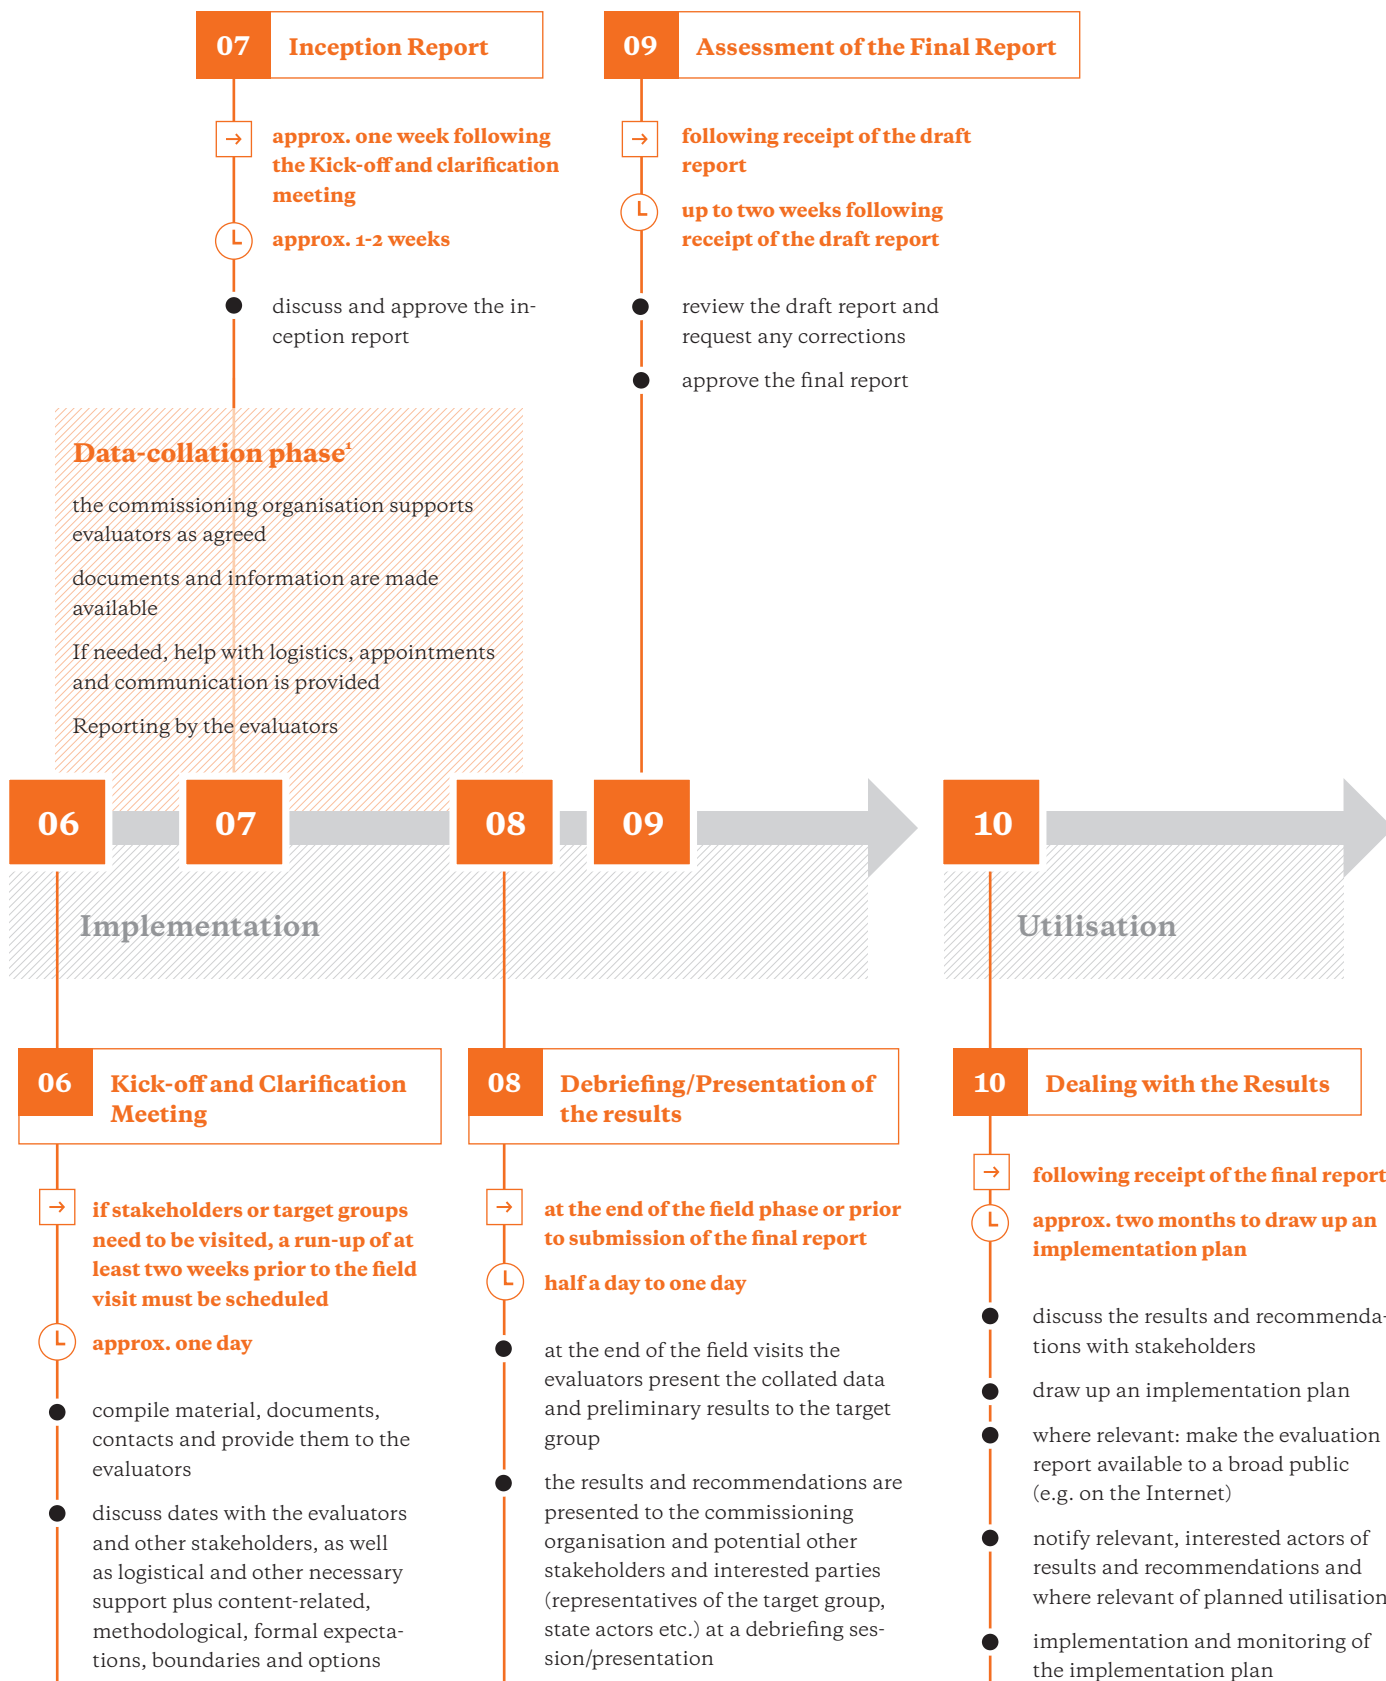 07 Inception Report
approx. one week following
the Kick-off and clarification
meeting
approx. 1-2 weeks
discuss and approve the in-
ception report
09 Assessment of the Final Report
following receipt of the draft
report
up to two weeks following
receipt of the draft report
review the draft report and
request any corrections
approve the final report
Data-collation phase¹
the commissioning organisation supports
evaluators as agreed
documents and information are made
available
If needed, help with logistics, appointments
and communication is provided
Reporting by the evaluators
06 07 08 09 10
Implementation
Utilisation
06 Kick-off and Clarification
Meeting
if stakeholders or target groups
need to be visited, a run-up of at
least two weeks prior to the field
visit must be scheduled
approx. one day
compile material, documents,
contacts and provide them to the
evaluators
discuss dates with the evaluators
and other stakeholders, as well
as logistical and other necessary
support plus content-related,
methodological, formal expecta-
tions, boundaries and options
08 Debriefing/Presentation of
the results
at the end of the field phase or prior
to submission of the final report
half a day to one day
at the end of the field visits the
evaluators present the collated data
and preliminary results to the target
group
the results and recommendations are
presented to the commissioning
organisation and potential other
stakeholders and interested parties
(representatives of the target group,
state actors etc.) at a debriefing ses-
sion/presentation
10 Dealing with the Results
following receipt of the final report
approx. two months to draw up an
implementation plan
discuss the results and recommenda-
tions with stakeholders
draw up an implementation plan
where relevant: make the evaluation
report available to a broad public
(e.g. on the Internet)
notify relevant, interested actors of
results and recommendations and
where relevant of planned utilisation
implementation and monitoring of
the implementation plan